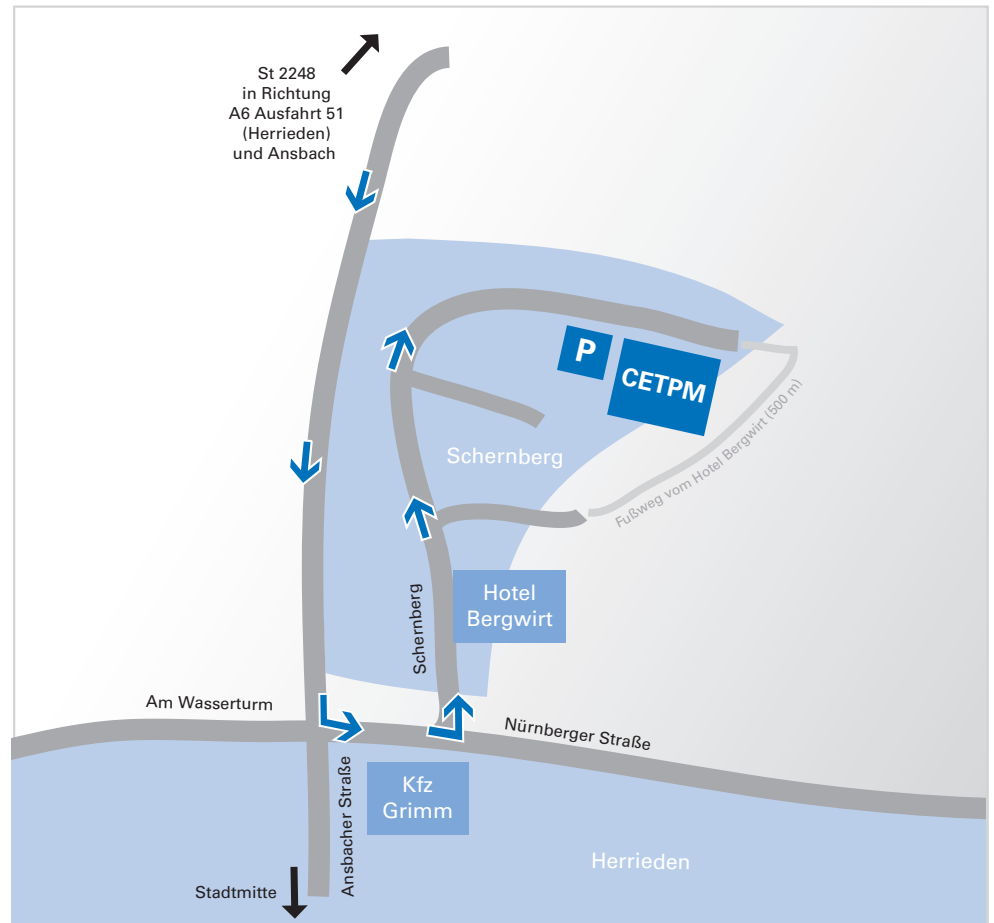 St 2248
in Richtung
A6 Ausfahrt 51
(Herrieden)
und Ansbach
P
CETPM
Schernberg
Fußweg vom Hotel Bergwirt (500 m)
Hotel
Bergwirt
Schernberg
Am Wasserturm
Nürnberger Straße
Kfz
Grimm
Ansbacher Straße
Herrieden
Stadtmitte